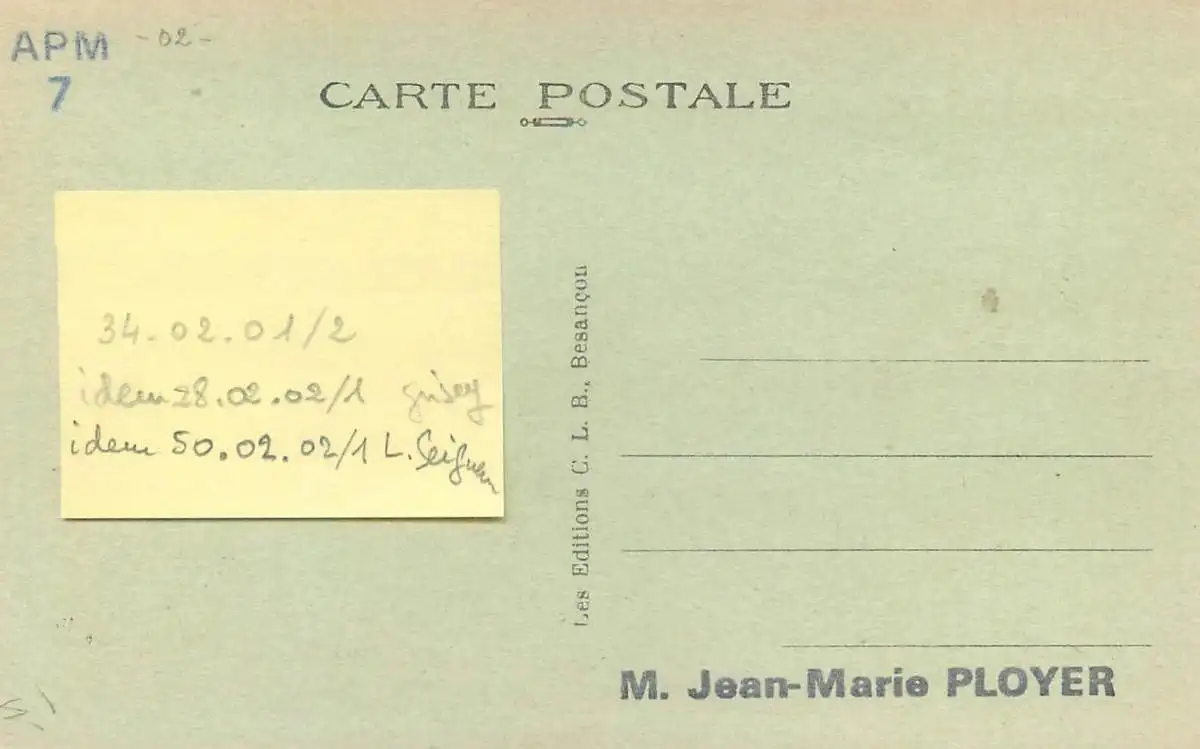 APM -02-
7
CARTE POSTALE
34.02.01/2
idem 28.02.02/1
idem 50.02.02/1 L.
Les Editions C. L. B., Besançon
M. Jean-Marie PLOYER